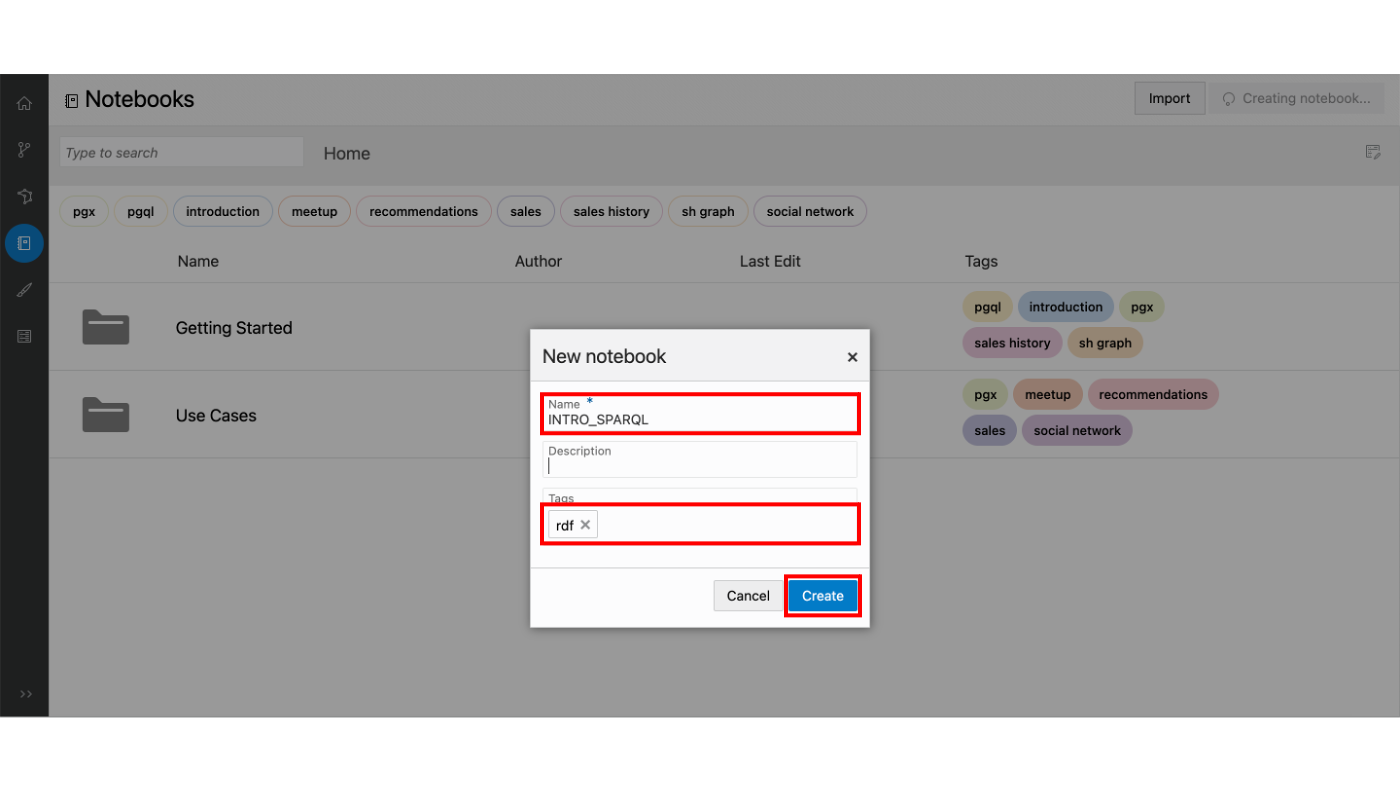 Notebooks
Import
Creating notebook...
Type to search
Home
pgx pgql introduction meetup recommendations sales sales history sh graph social network
Name Author Last Edit Tags
Getting Started
pgql introduction pgx
sales history sh graph
Use Cases
pgx meetup recommendations
sales social network
New notebook
Name *
INTRO_SPARQL
Description
Tags
rdf
Cancel Create